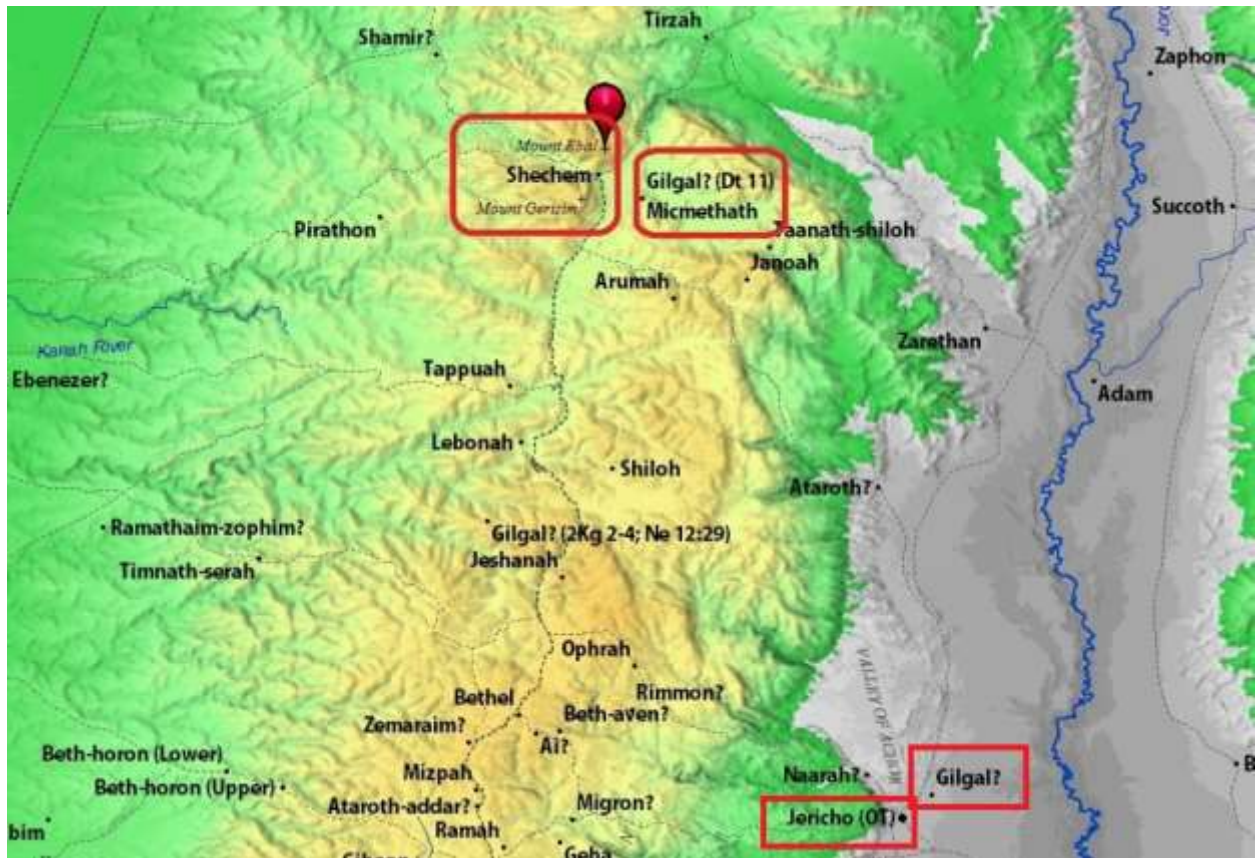 Tirzah
Shamir?
Zaphon
Mount Ebal
Shechem
Gilgal? (Dt 11)
Mount Gerizim
Micmethath
Succoth
Pirathon
Taanath-shiloh
Janoah
Arumah
Zarethan
Kanah River
Tappuah
Ebenezer?
Adam
Lebonah
Shiloh
Ataroth?
Ramathaim-zophim?
Gilgal? (2Kg 2-4; Ne 12:29)
Jeshanah
Timnath-serah
Ophrah
VALLEY OF ACHOR
Rimmon?
Bethel
Beth-aven?
Zemaraim?
Ai?
Beth-horon (Lower)
Mizpah
Naarah?
Gilgal?
Beth-horon (Upper)
Ataroth-addar?
Migron?
Jericho (OT)
Ramah
bim
Geba
B